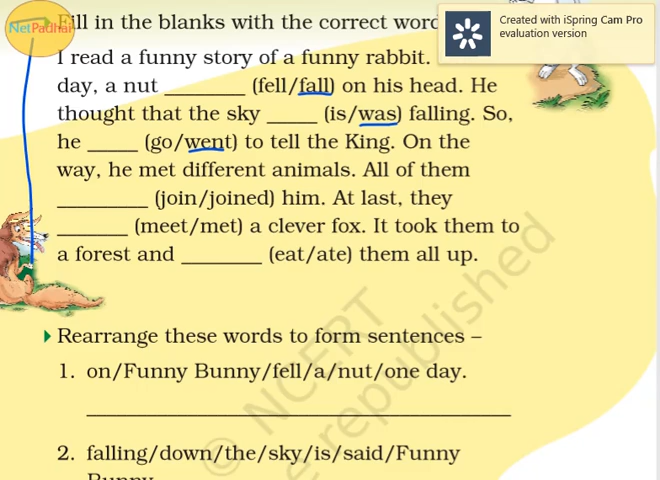 NetPadhai
Fill in the blanks with the correct word
Created with iSpring Cam Pro
evaluation version
I read a funny story of a funny rabbit.
day, a nut ________ (fell/fall) on his head. He
thought that the sky _____ (is/was) falling. So,
he _____ (go/went) to tell the King. On the
way, he met different animals. All of them
_________ (join/joined) him. At last, they
_______ (meet/met) a clever fox. It took them to
a forest and ________ (eat/ate) them all up.
Rearrange these words to form sentences –
1. on/Funny Bunny/fell/a/nut/one day.
2. falling/down/the/sky/is/said/Funny
© NCERT
be republished